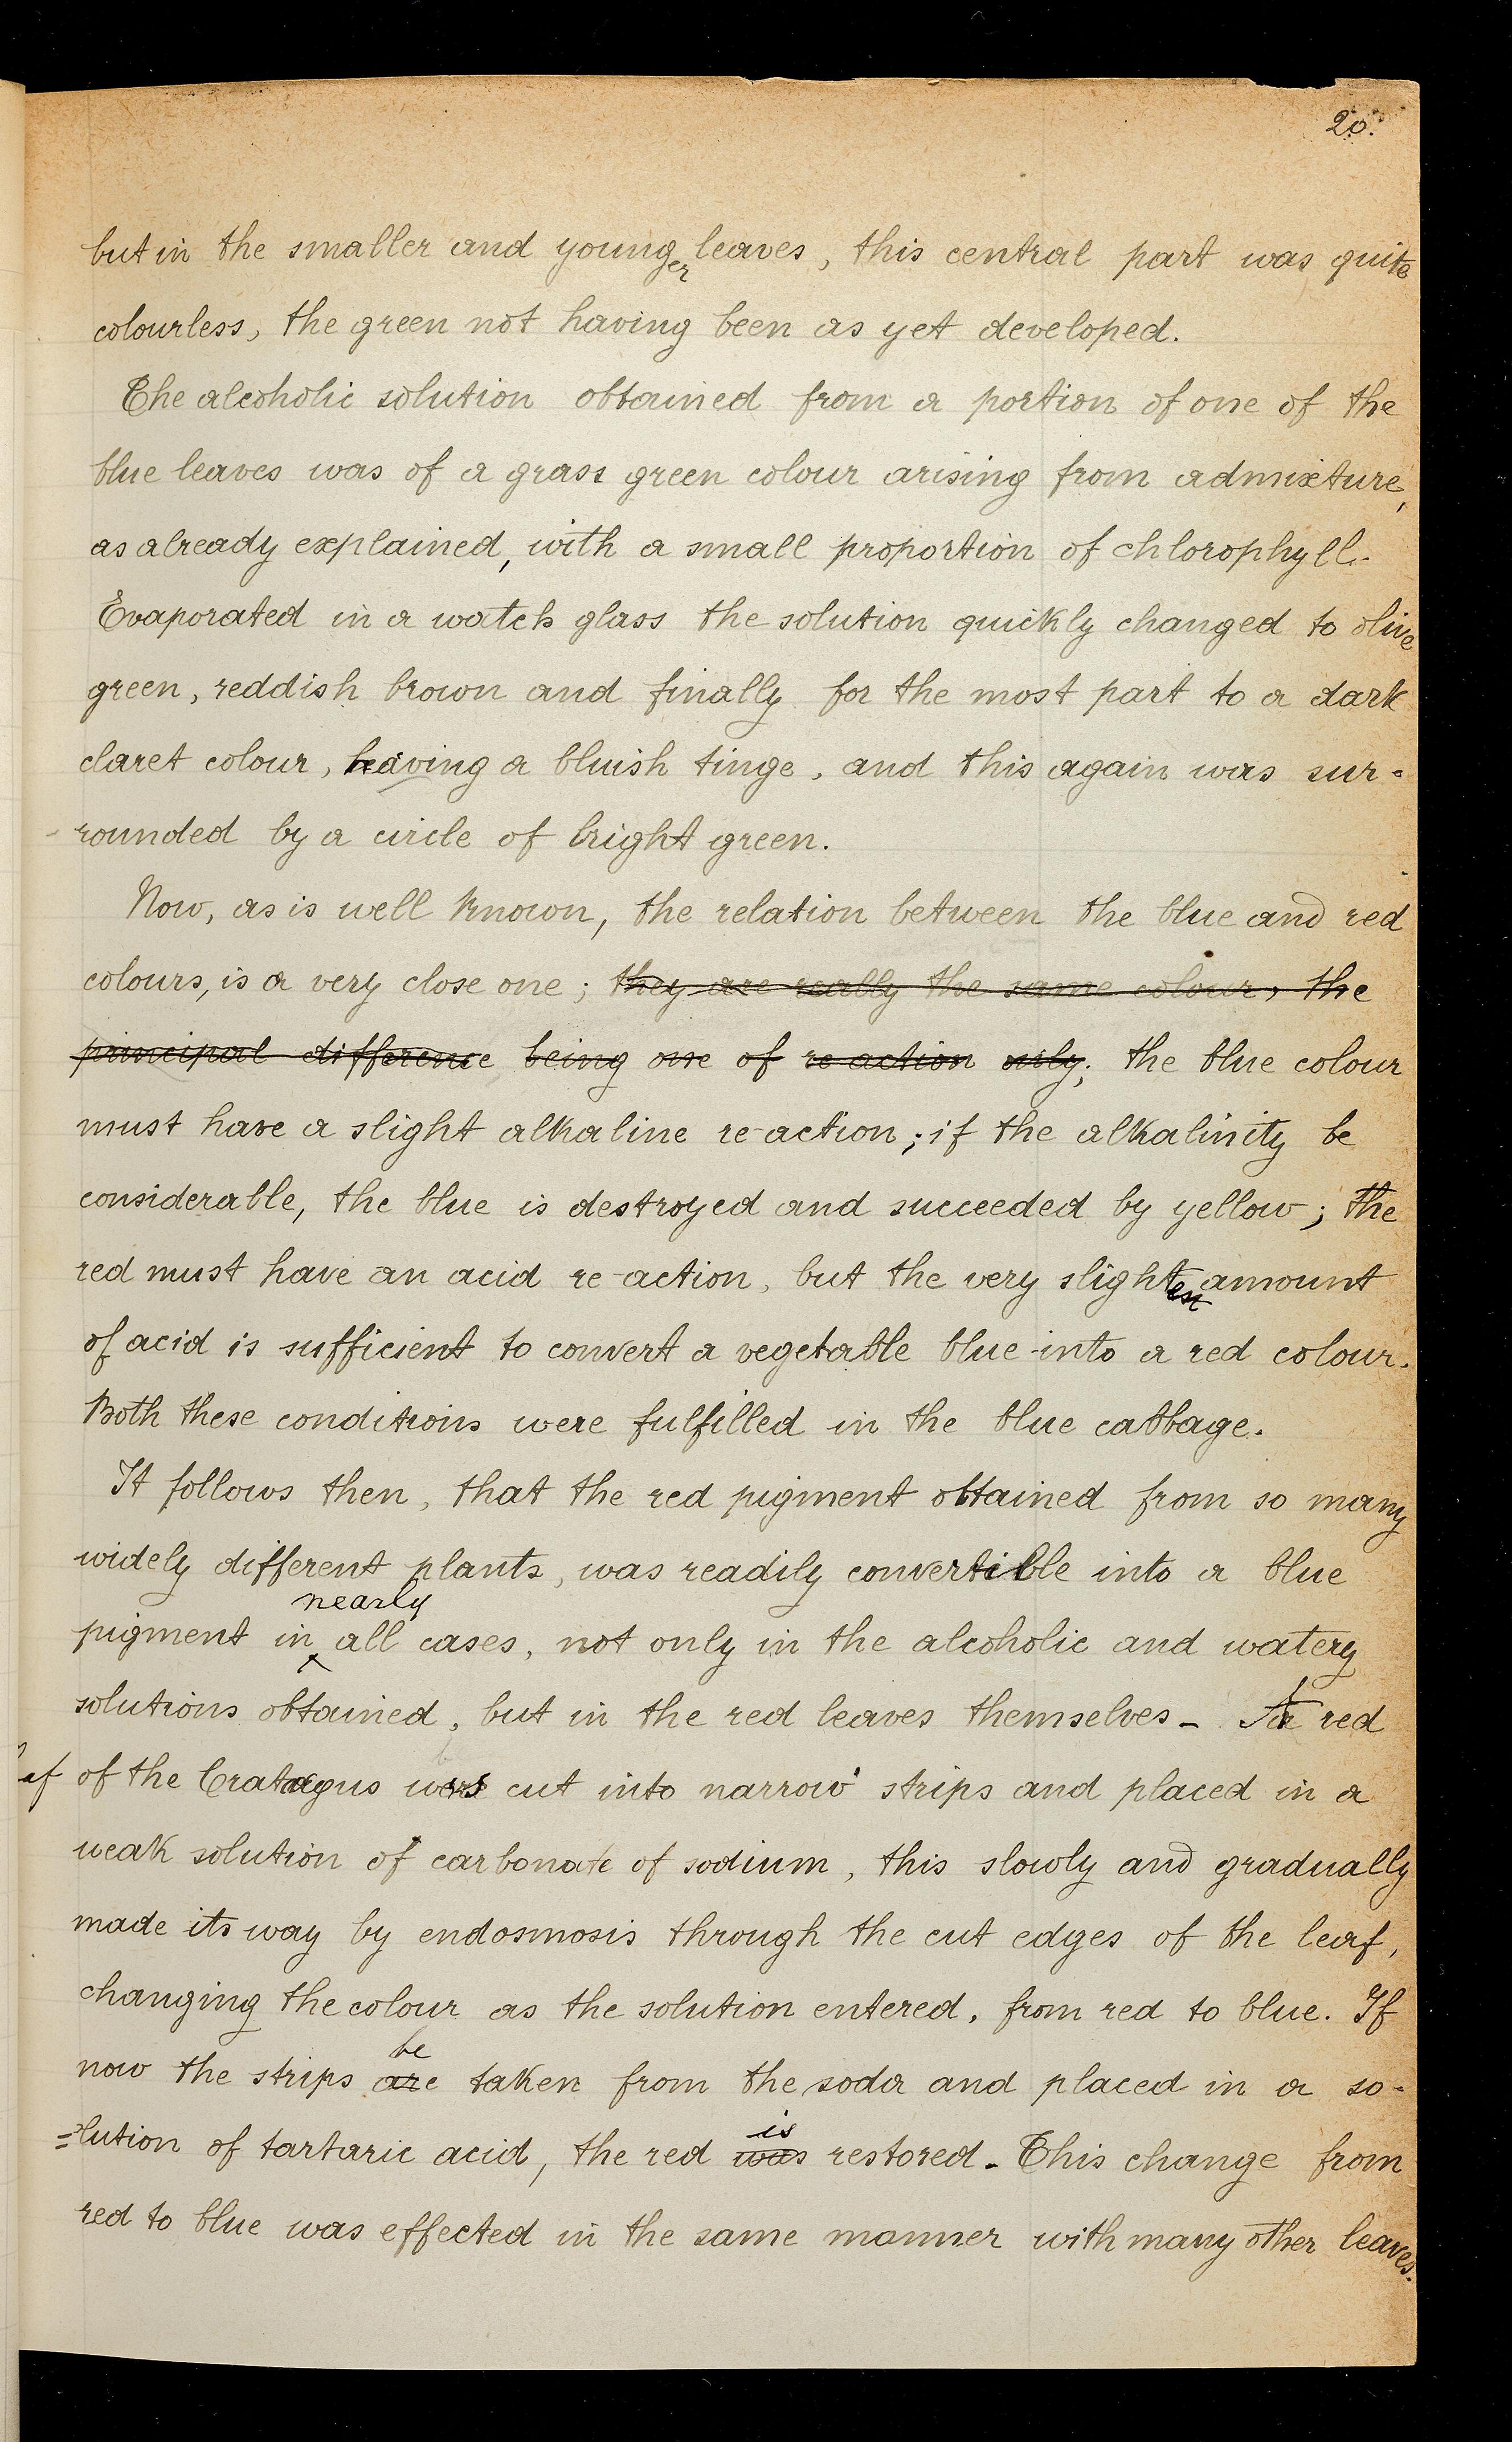 20.
but in the smaller and younger leaves, this central part was quite
colourless, the green not having been as yet developed.
The alcoholic solution obtained from a portion of one of the
blue leaves was of a grass green colour arising from admixture,
as already explained, with a small proportion of chlorophyll.
Evaporated in a watch glass the solution quickly changed to olive
green, reddish brown and finally for the most part to a dark
claret colour, having a bluish tinge, and this again was sur-
rounded by a circle of bright green.
Now, as is well known, the relation between the blue and red
colours, is a very close one; they are really the same colour, the
principal difference being one of re action only; the blue colour
must have a slight alkaline re-action; if the alkalinity be
considerable, the blue is destroyed and succeeded by yellow; the
red must have an acid re-action, but the very slightest amount
of acid is sufficient to convert a vegetable blue into a red colour.
Both these conditions were fulfilled in the blue cabbage.
It follows then, that the red pigment obtained from so many
widely different plants, was readily convertible into a blue
nearly
pigment in all cases, not only in the alcoholic and watery
solutions obtained, but in the red leaves themselves - red
of the Crataegus was cut into narrow strips and placed in a
weak solution of carbonate of sodium, this slowly and gradually
made its way by endosmosis through the cut edges of the leaf,
changing the colour as the solution entered, from red to blue. If
be
now the strips are taken from the soda and placed in a so-
is
=lution of tartaric acid, the red was restored - This change from
red to blue was effected in the same manner with many other leaves.